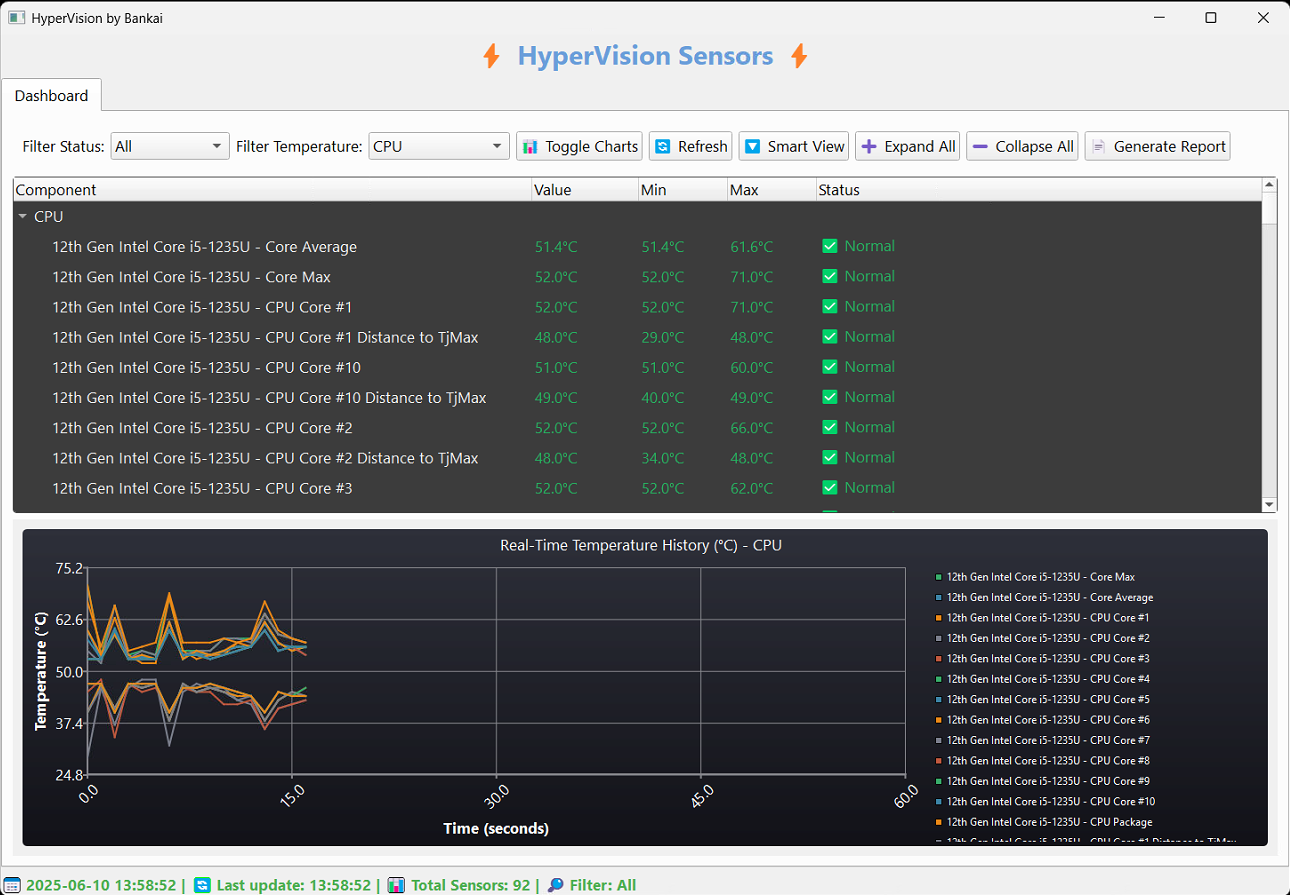 HyperVision by Bankai
HyperVision Sensors
Dashboard
Filter Status: All Filter Temperature: CPU Toggle Charts Refresh Smart View Expand All Collapse All Generate Report
Component Value Min Max Status
CPU
12th Gen Intel Core i5-1235U - Core Average 51.4°C 51.4°C 61.6°C Normal
12th Gen Intel Core i5-1235U - Core Max 52.0°C 52.0°C 71.0°C Normal
12th Gen Intel Core i5-1235U - CPU Core #1 52.0°C 52.0°C 71.0°C Normal
12th Gen Intel Core i5-1235U - CPU Core #1 Distance to TjMax 48.0°C 29.0°C 48.0°C Normal
12th Gen Intel Core i5-1235U - CPU Core #10 51.0°C 51.0°C 60.0°C Normal
12th Gen Intel Core i5-1235U - CPU Core #10 Distance to TjMax 49.0°C 40.0°C 49.0°C Normal
12th Gen Intel Core i5-1235U - CPU Core #2 52.0°C 52.0°C 66.0°C Normal
12th Gen Intel Core i5-1235U - CPU Core #2 Distance to TjMax 48.0°C 34.0°C 48.0°C Normal
12th Gen Intel Core i5-1235U - CPU Core #3 52.0°C 52.0°C 62.0°C Normal
Real-Time Temperature History (°C) - CPU
Temperature (°C)
75.2
62.6
50.0
37.4
24.8
0.0 15.0 30.0 45.0 60.0
Time (seconds)
12th Gen Intel Core i5-1235U - Core Max
12th Gen Intel Core i5-1235U - Core Average
12th Gen Intel Core i5-1235U - CPU Core #1
12th Gen Intel Core i5-1235U - CPU Core #2
12th Gen Intel Core i5-1235U - CPU Core #3
12th Gen Intel Core i5-1235U - CPU Core #4
12th Gen Intel Core i5-1235U - CPU Core #5
12th Gen Intel Core i5-1235U - CPU Core #6
12th Gen Intel Core i5-1235U - CPU Core #7
12th Gen Intel Core i5-1235U - CPU Core #8
12th Gen Intel Core i5-1235U - CPU Core #9
12th Gen Intel Core i5-1235U - CPU Core #10
12th Gen Intel Core i5-1235U - CPU Package
12th Gen Intel Core i5-1235U - CPU Core #1 Distance to TjMax
2025-06-10 13:58:52 | Last update: 13:58:52 | Total Sensors: 92 | Filter: All